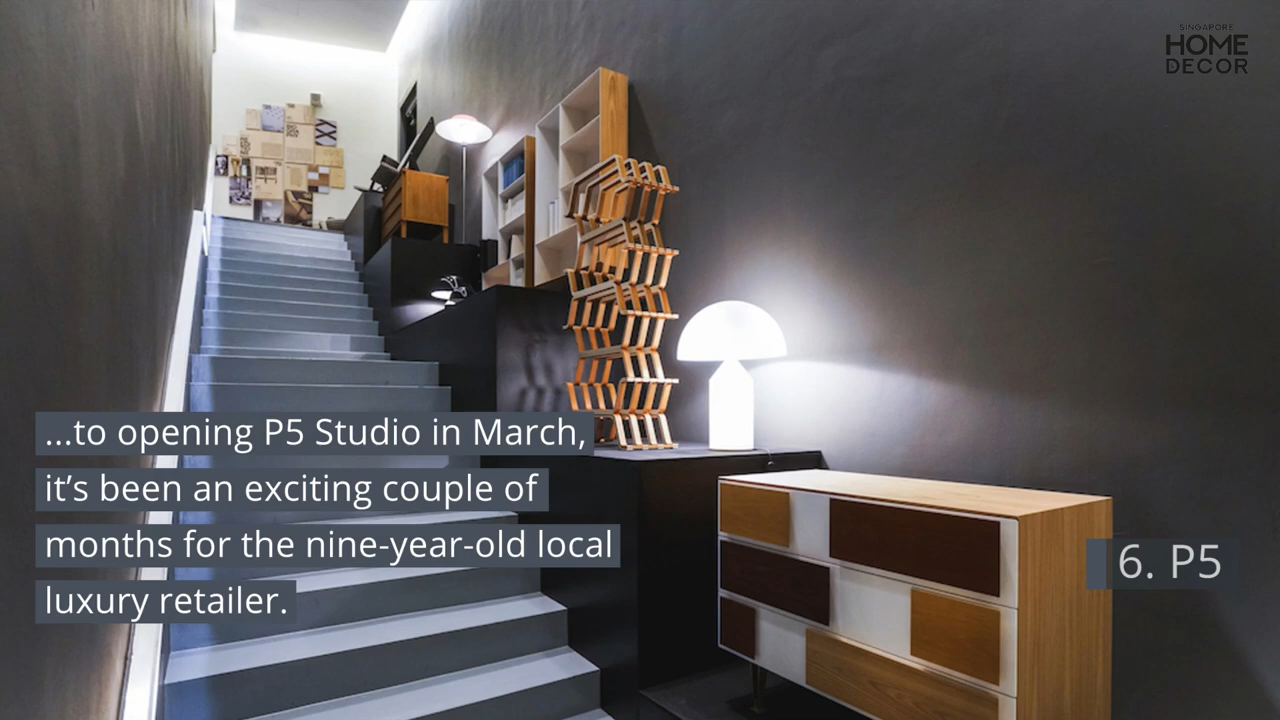 SINGAPORE
HOME
DECOR
...to opening P5 Studio in March,
it’s been an exciting couple of
months for the nine-year-old local
luxury retailer.
6. P5